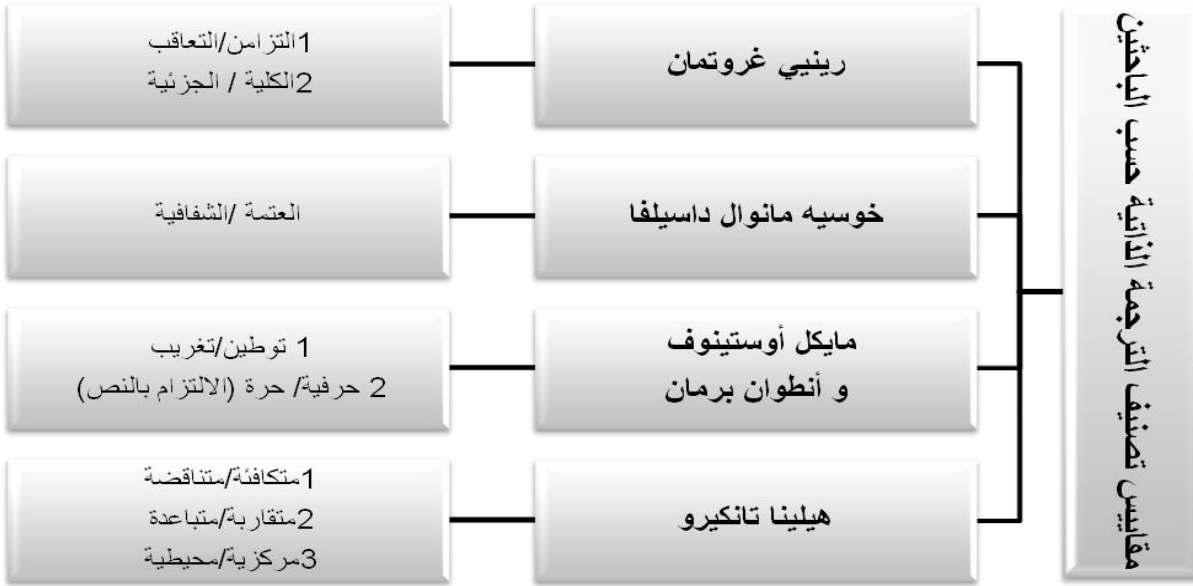 مقاييس تصنيف الترجمة الذاتية حسب الباحثين
رينيي غروتمان
1التزامن/التعاقب
2الكلية / الجزئية
خوسيه مانوال داسيلفا
العتمة /الشفافية
مايكل أوستينوف
و أنطوان برمان
1 توطين/تغريب
2 حرفية/ حرة (الالتزام بالنص)
هيلينا تانكيرو
1متكافئة/متناقضة
2متقاربة/متباعدة
3مركزية/محيطية